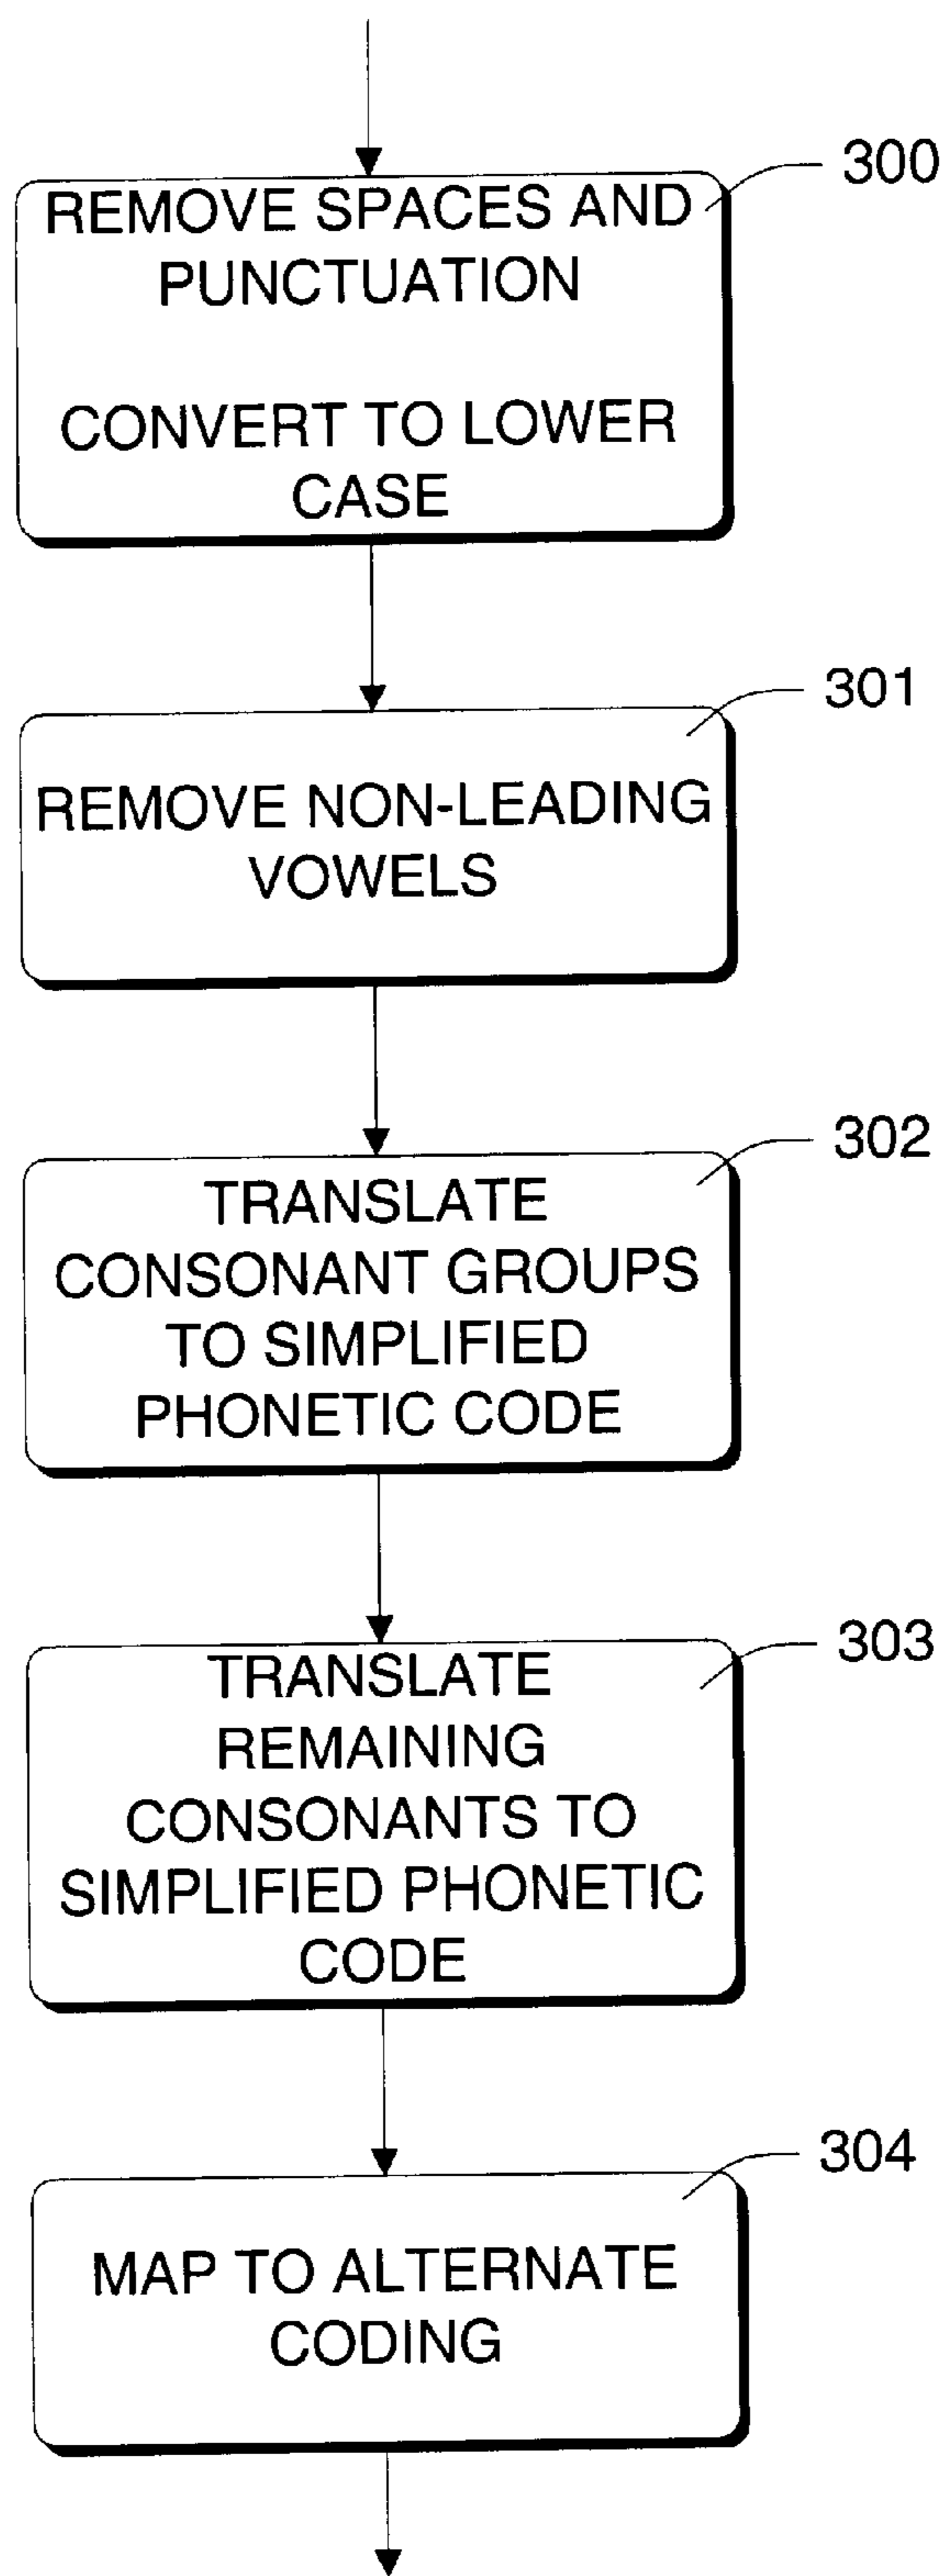 300
REMOVE SPACES AND
PUNCTUATION
CONVERT TO LOWER
CASE
301
REMOVE NON-LEADING
VOWELS
302
TRANSLATE
CONSONANT GROUPS
TO SIMPLIFIED
PHONETIC CODE
303
TRANSLATE
REMAINING
CONSONANTS TO
SIMPLIFIED PHONETIC
CODE
304
MAP TO ALTERNATE
CODING